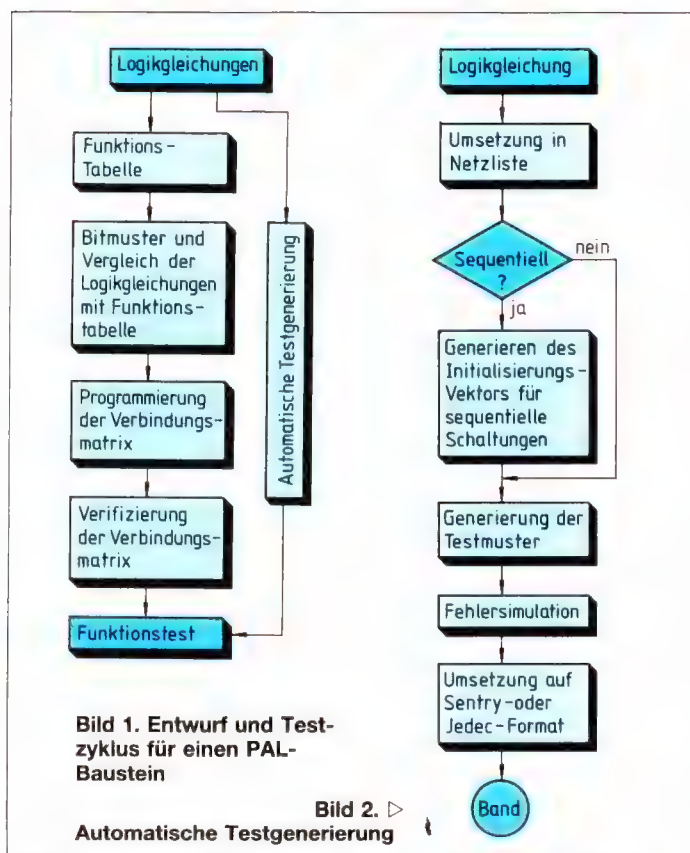 Logikgleichungen
Funktions-
Tabelle
Bitmuster und
Vergleich der
Logikgleichungen
mit Funktions-
tabelle
Programmierung
der Verbindungs-
matrix
Verifizierung
der Verbindungs-
matrix
Funktionstest
Automatische Testgenerierung
Bild 1. Entwurf und Test-
zyklus für einen PAL-
Baustein
Logikgleichung
Umsetzung in
Netzliste
Sequentiell
?
nein
ja
Generieren des
Initialisierungs-
Vektors für
sequentielle
Schaltungen
Generierung der
Testmuster
Fehlersimulation
Umsetzung auf
Sentry- oder
Jedec-Format
Band
Bild 2. ▷
Automatische Testgenerierung